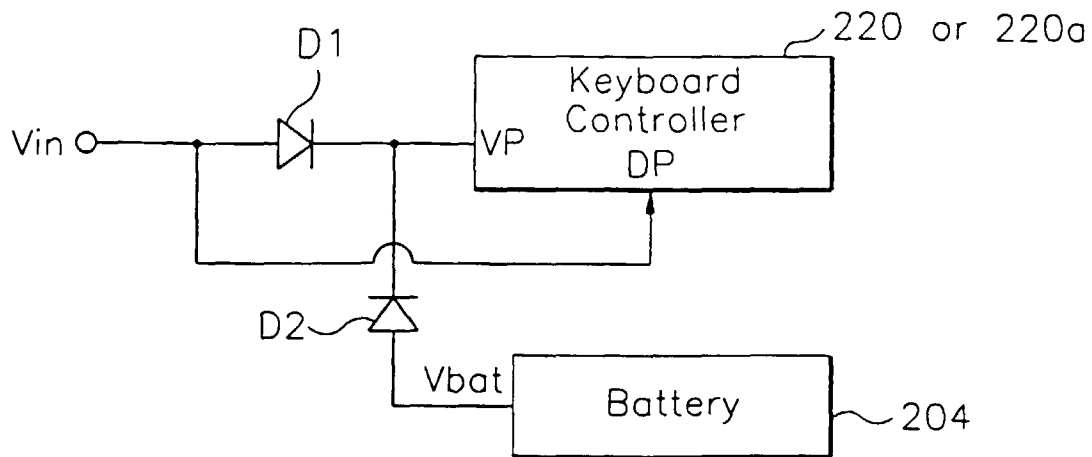 220 or 220a
D1
Keyboard
Controller
Vin
VP
DP
D2
Vbat
Battery
204